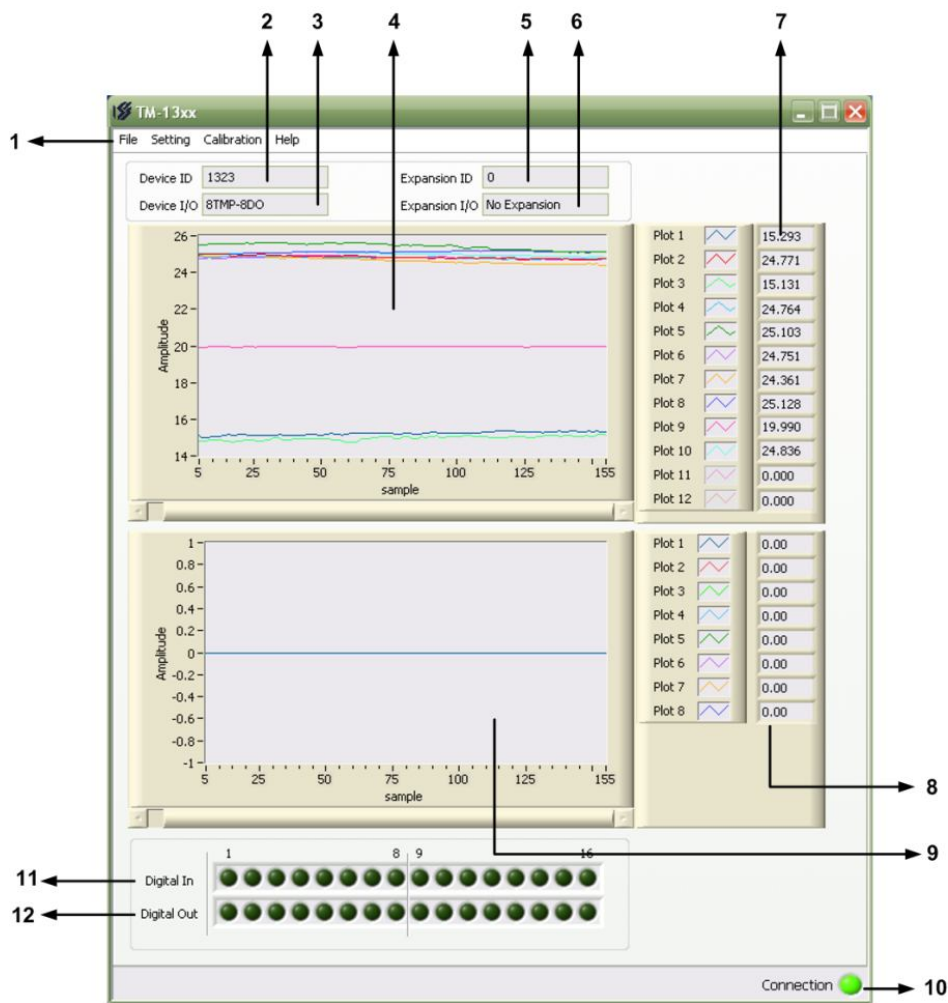 2 3 4 5 6 7
TM-13xx
1
File Setting Calibration Help
Device ID 1323 Expansion ID 0
Device I/O 8TMP-8DO Expansion I/O No Expansion
26
24
22
20
18
16
14
Amplitude
5 25 50 75 100 125 155
sample
Plot 1 15.293
Plot 2 24.771
Plot 3 15.131
Plot 4 24.764
Plot 5 25.103
Plot 6 24.751
Plot 7 24.361
Plot 8 25.128
Plot 9 19.990
Plot 10 24.836
Plot 11 0.000
Plot 12 0.000
1
0.8
0.6
0.4
0.2
0
-0.2
-0.4
-0.6
-0.8
-1
Amplitude
5 25 50 75 100 125 155
sample
Plot 1 0.00
Plot 2 0.00
Plot 3 0.00
Plot 4 0.00
Plot 5 0.00
Plot 6 0.00
Plot 7 0.00
Plot 8 0.00
8
9
1 8 9 16
11 Digital In
12 Digital Out
Connection 10